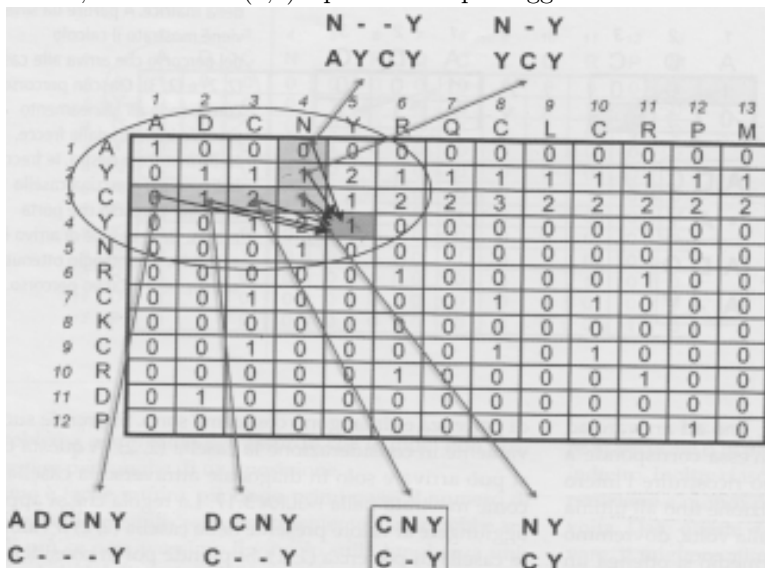 N - - Y N - Y
A Y C Y Y C Y
2 3 4 5 6 7 8 9 10 11 12 13
A D C N Y R Q C L C R P M
1 A 1 0 0 0 0 0 0 0 0 0 0 0 0
Y 0 1 1 1 2 1 1 1 1 1 1 1 1
C 0 1 2 1 1 2 2 3 2 2 2 2 2
Y 0 0 1 2 1 0 0 0 0 0 0 0 0
5 N 0 0 0 1 0 0 0 0 0 0 0 0 0
6 R 0 0 0 0 0 1 0 0 0 0 1 0 0
7 C 0 0 1 0 0 0 0 1 0 1 0 0 0
8 K 0 0 0 0 0 0 0 0 0 0 0 0 0
9 C 0 0 1 0 0 0 0 1 0 1 0 0 0
10 R 0 0 0 0 0 1 0 0 0 0 1 0 0
11 D 0 1 0 0 0 0 0 0 0 0 0 0 0
12 P 0 0 0 0 0 0 0 0 0 0 0 1 0
A D C N Y D C N Y C N Y N Y
C - - - Y C - - Y C - Y C Y